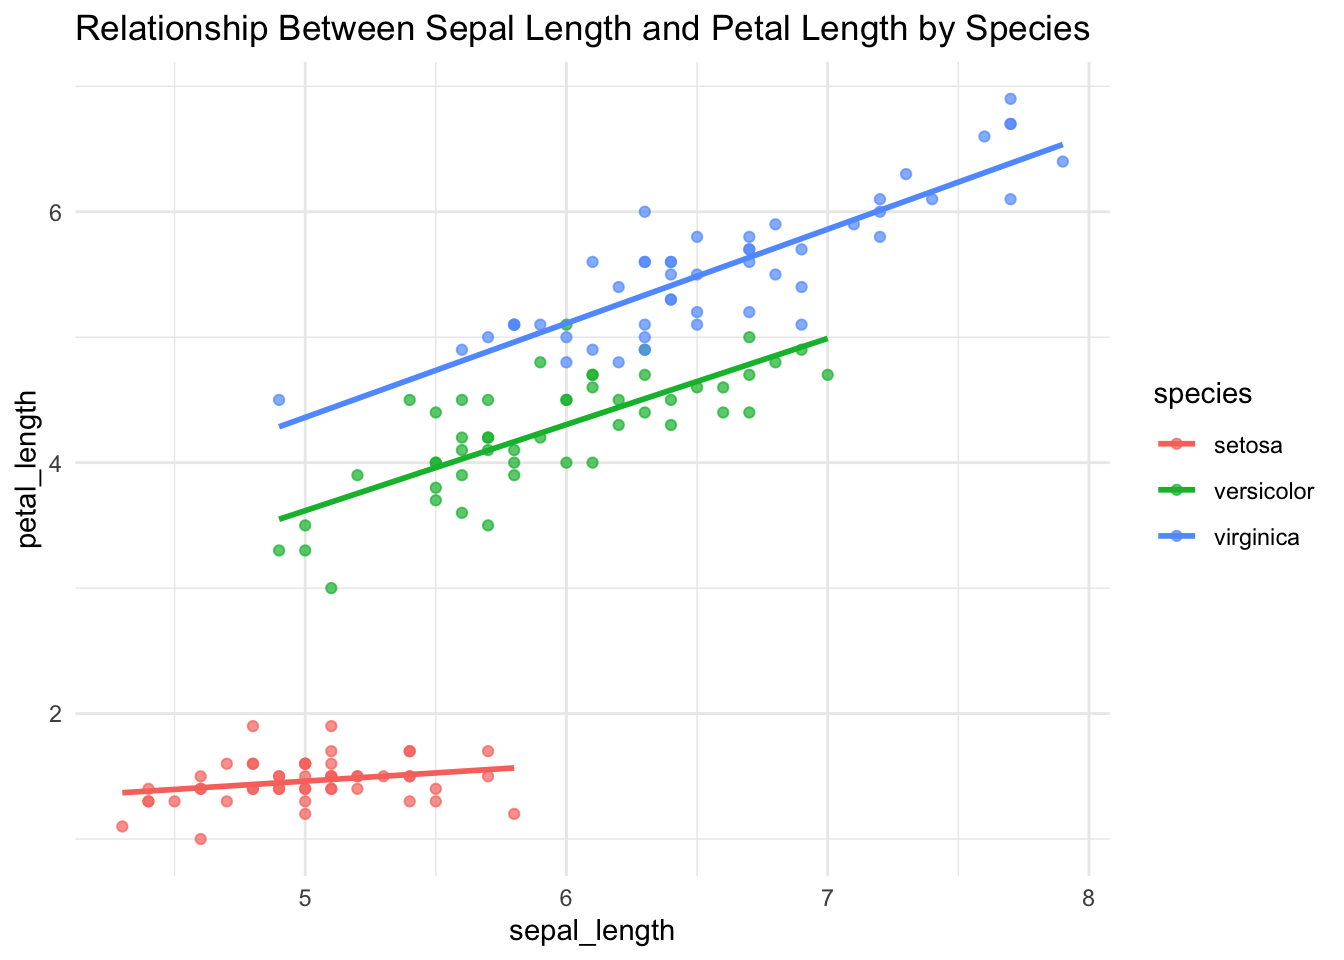 Relationship Between Sepal Length and Petal Length by Species
petal_length
6
4
2
5
6
7
8
sepal_length
species
setosa
versicolor
virginica